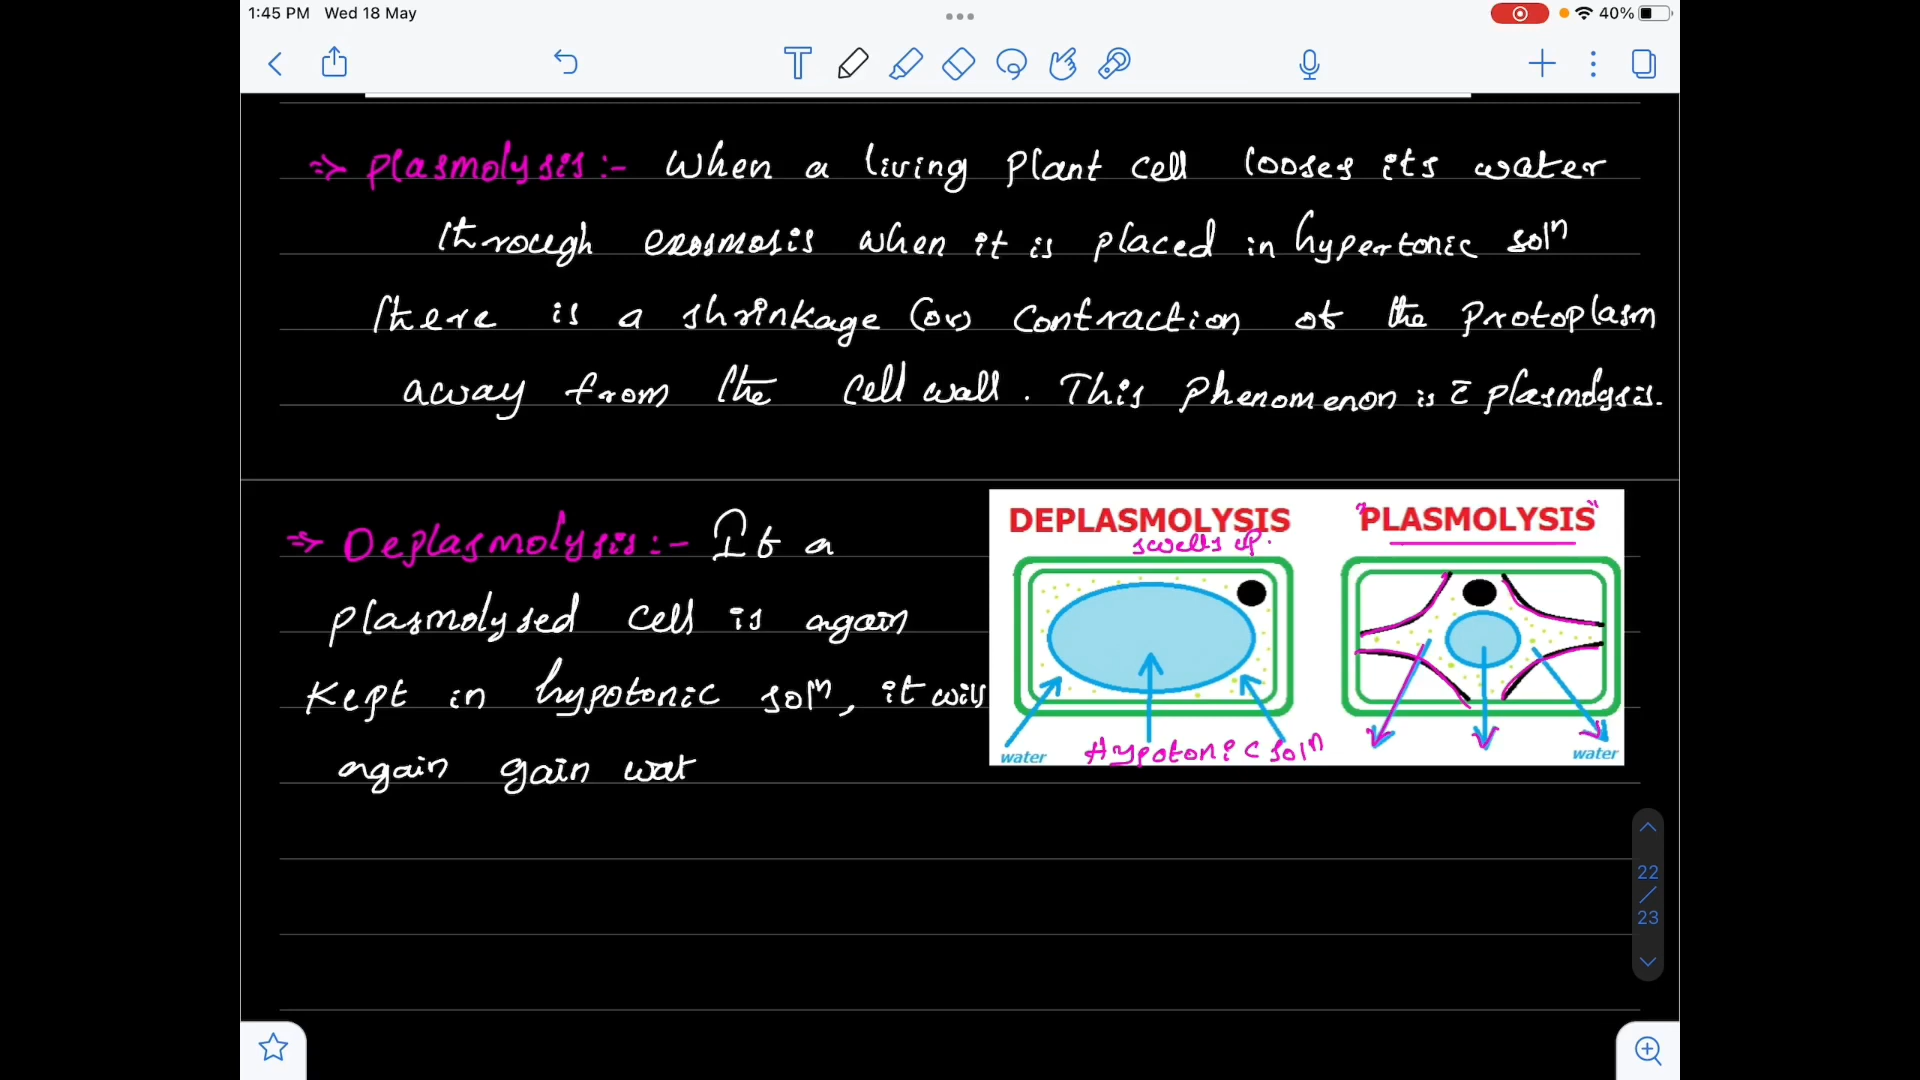 1:45 PM Wed 18 May
40%
⇒ Plasmolysis :- When a living Plant cell looses its water
through exosmosis when it is placed in hypertonic solⁿ
there is a shrinkage (or) contraction of the protoplasm
away from the cell wall. This Phenomenon is c̄ plasmolysis.
⇒ Deplasmolysis :- If a
plasmolysed cell is again
Kept in hypotonic solⁿ, it will
again gain wat
DEPLASMOLYSIS
swells up.
water
Hypotonic solⁿ
"PLASMOLYSIS"
water
22
/
23